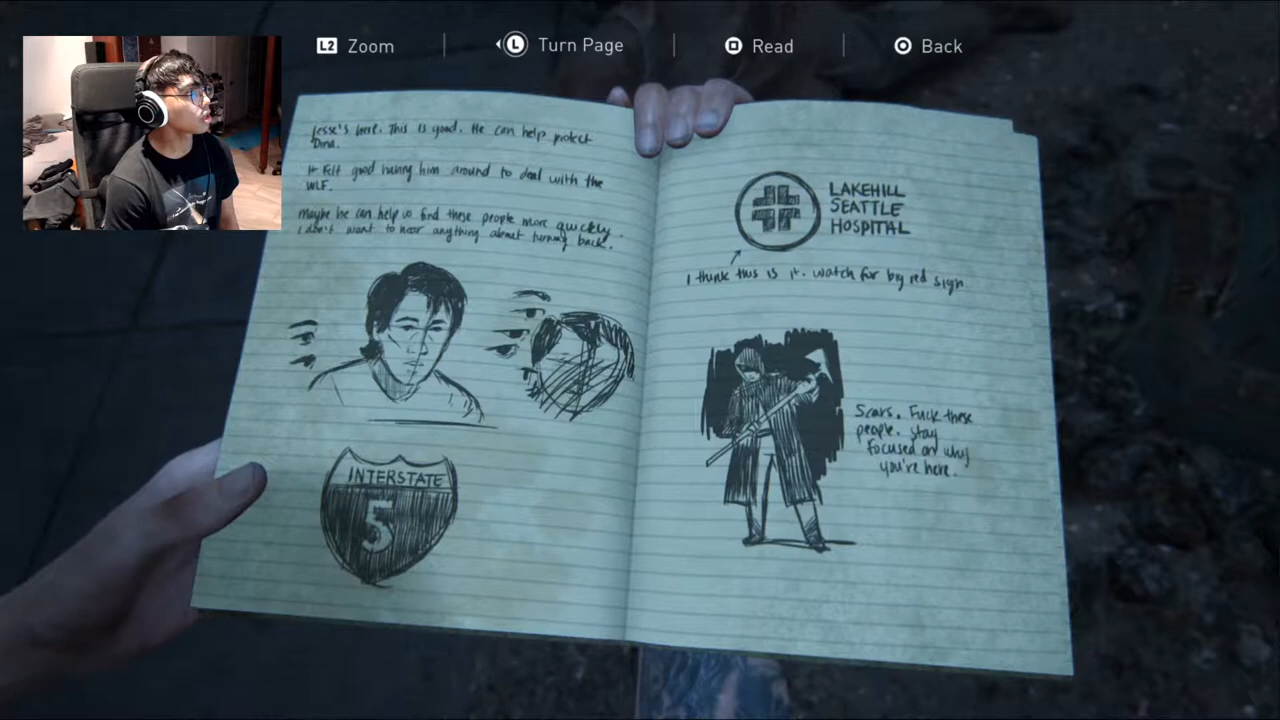 L2 Zoom
L Turn Page
Read
Back
Jesse's here. This is good. He can help protect
Dina.
It felt good having him around to deal with the
WLF.
Maybe he can help us find these people more quickly.
I don't want to hear anything about turning back.
INTERSTATE
5
LAKEHILL
SEATTLE
HOSPITAL
I think this is it. watch for big red sign.
Scars. Fuck these
people. stay
focused on why
you're here.